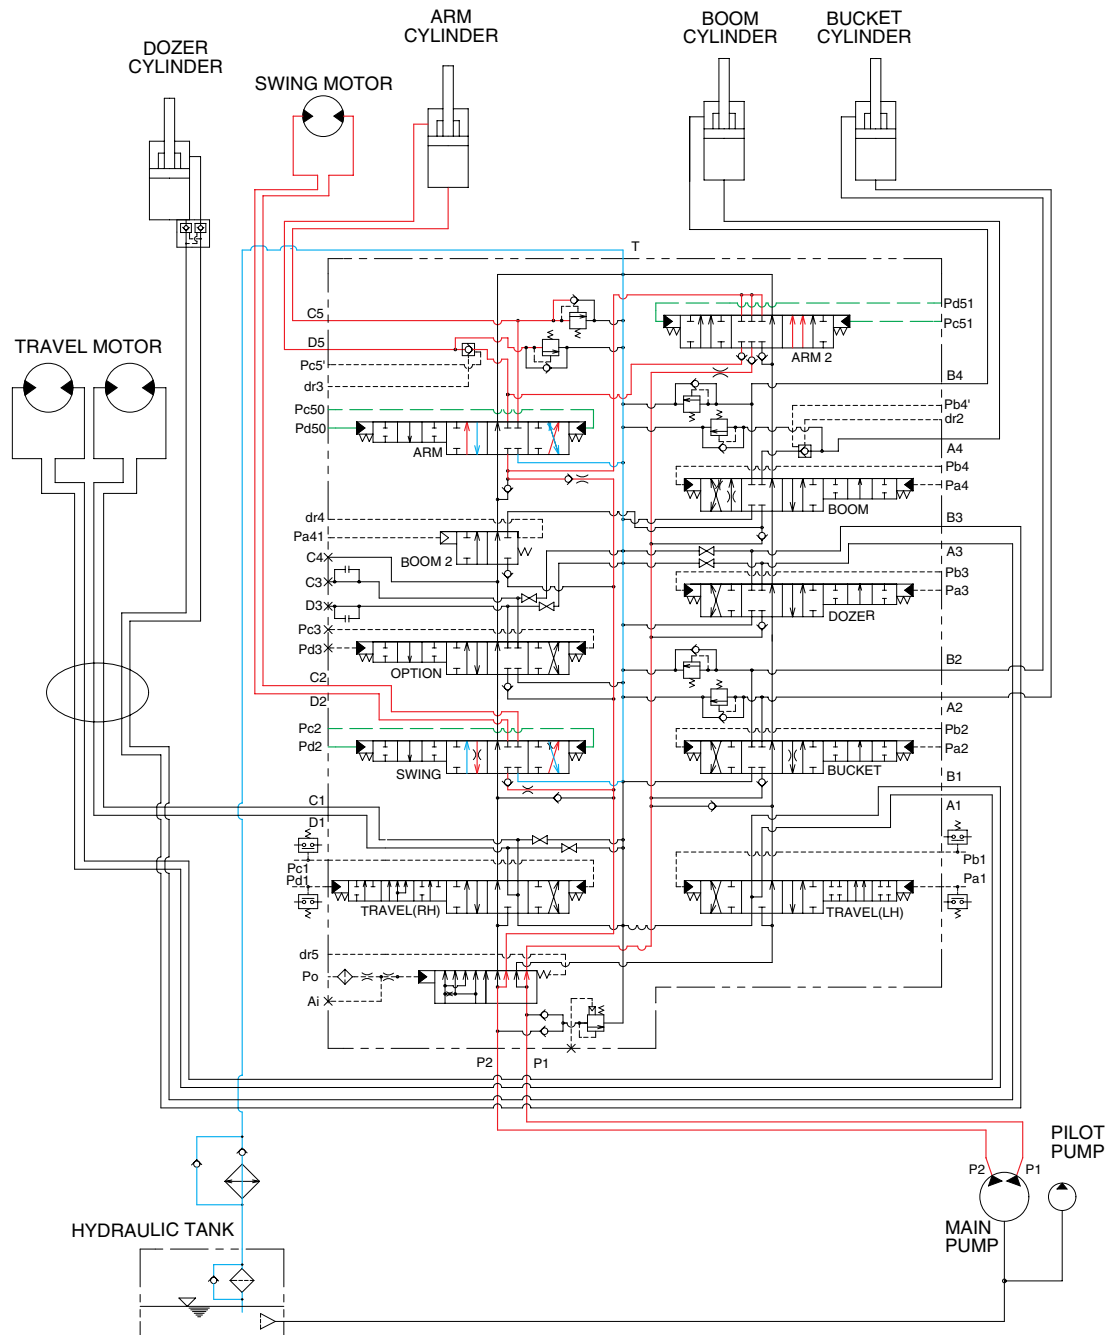 ARM
CYLINDER
BOOM
CYLINDER
BUCKET
CYLINDER
DOZER
CYLINDER
SWING MOTOR
TRAVEL MOTOR
T
C5
D5
Pc5'
dr3
Pc50
Pd50
ARM
Pd51
Pc51
ARM 2
B4
Pb4'
dr2
A4
Pb4
Pa4
BOOM
dr4
Pa41
BOOM 2
C4
C3
D3
Pc3
Pd3
OPTION
B3
A3
Pb3
Pa3
DOZER
C2
D2
Pc2
Pd2
SWING
B2
A2
Pb2
Pa2
BUCKET
B1
A1
C1
D1
Pc1
Pd1
TRAVEL(RH)
Pb1
Pa1
TRAVEL(LH)
dr5
Po
Ai
P2
P1
PILOT
PUMP
P2
P1
MAIN
PUMP
HYDRAULIC TANK